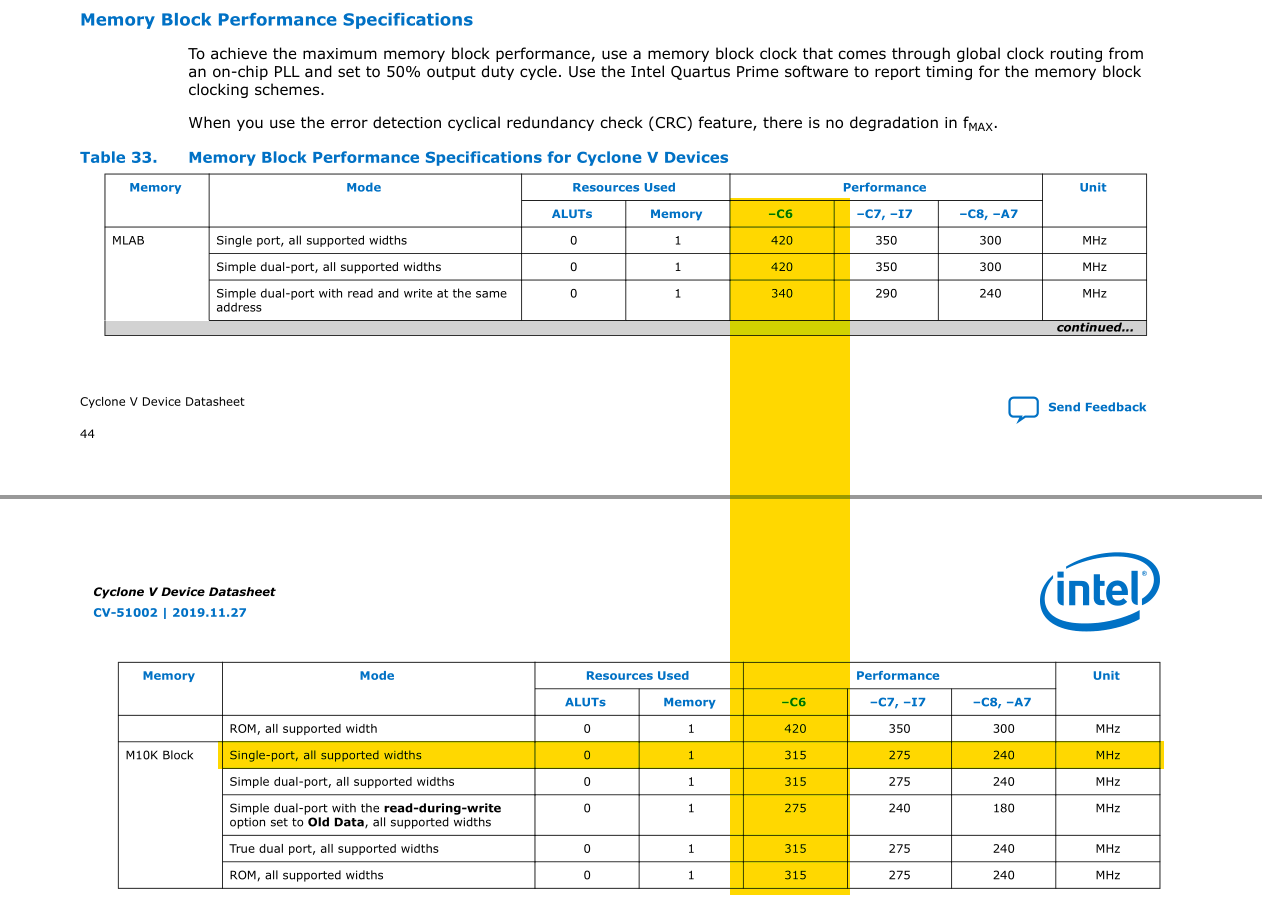 Memory Block Performance Specifications
To achieve the maximum memory block performance, use a memory block clock that comes through global clock routing from
an on-chip PLL and set to 50% output duty cycle. Use the Intel Quartus Prime software to report timing for the memory block
clocking schemes.
When you use the error detection cyclical redundancy check (CRC) feature, there is no degradation in fMAX.
Table 33. Memory Block Performance Specifications for Cyclone V Devices
Memory Mode Resources Used Performance Unit
ALUTs Memory –C6 –C7, –I7 –C8, –A7
MLAB Single port, all supported widths 0 1 420 350 300 MHz
Simple dual-port, all supported widths 0 1 420 350 300 MHz
Simple dual-port with read and write at the same 0 1 340 290 240 MHz
address
continued...
Cyclone V Device Datasheet
Send Feedback
44
intel®
Cyclone V Device Datasheet
CV-51002 | 2019.11.27
Memory Mode Resources Used Performance Unit
ALUTs Memory –C6 –C7, –I7 –C8, –A7
ROM, all supported width 0 1 420 350 300 MHz
M10K Block Single-port, all supported widths 0 1 315 275 240 MHz
Simple dual-port, all supported widths 0 1 315 275 240 MHz
Simple dual-port with the read-during-write 0 1 275 240 180 MHz
option set to Old Data, all supported widths
True dual port, all supported widths 0 1 315 275 240 MHz
ROM, all supported widths 0 1 315 275 240 MHz